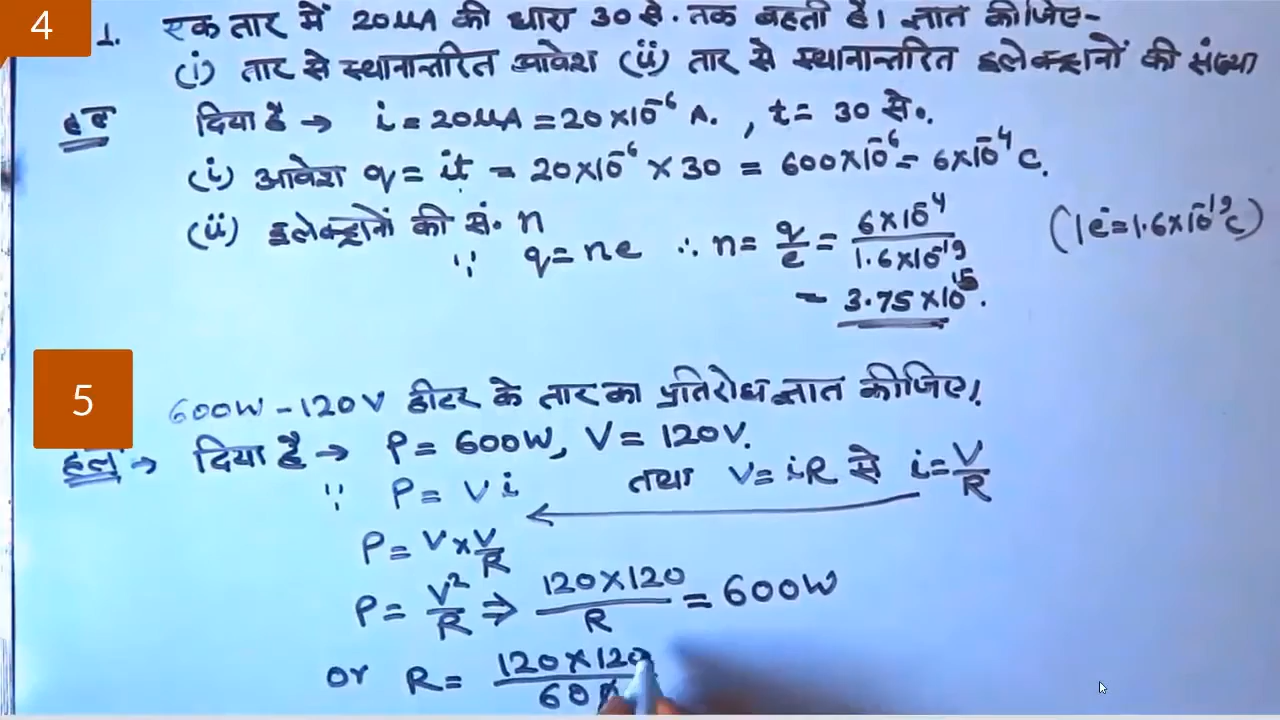 4
1. एक तार में 20μA की धारा 30 से. तक बहती है। ज्ञात कीजिए-
(i) तार से स्थानान्तरित आवेश (ii) तार से स्थानान्तरित इलेक्ट्रानों की संख्या
हल दिया है → i = 20μA = 20×10⁻⁶ A. , t = 30 से.
(i) आवेश q = it = 20×10⁻⁶ × 30 = 600×10⁻⁶ = 6×10⁻⁴ C.
(ii) इलेक्ट्रानों की सं. n
∵ q = ne ∴ n = q/e = 6×10⁻⁴/1.6×10⁻¹⁹ (1e⁻=1.6×10⁻¹⁹C)
= 3.75×10¹⁵.
5
600W-120V हीटर के तार का प्रतिरोध ज्ञात कीजिए।
हल → दिया है → P = 600W, V = 120V.
∵ P = Vi तथा V = iR से i = V/R
P = V×V/R
P = V²/R ⇒ 120×120/R = 600W
or R = 120×120/600